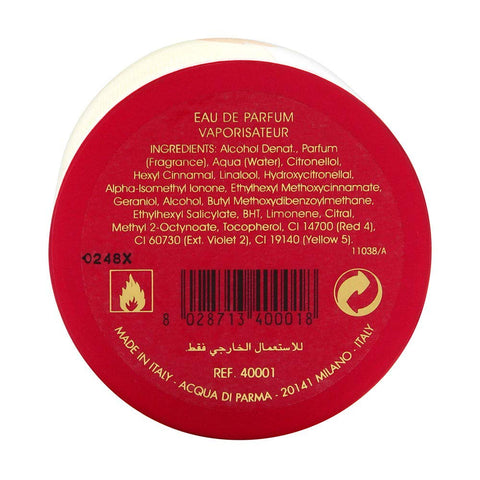 EAU DE PARFUM
VAPORISATEUR
INGREDIENTS: Alcohol Denat., Parfum
(Fragrance), Aqua (Water), Citronellol,
Hexyl Cinnamal, Linalool, Hydroxycitronellal,
Alpha-Isomethyl Ionone, Ethylhexyl Methoxycinnamate,
Geraniol, Alcohol, Butyl Methoxydibenzoylmethane,
Ethylhexyl Salicylate, BHT, Limonene, Citral,
Methyl 2-Octynoate, Tocopherol, CI 14700 (Red 4),
CI 60730 (Ext. Violet 2), CI 19140 (Yellow 5).
11038/A
0248X
8 028713 400018
للاستعمال الخارجي فقط
REF. 40001
MADE IN ITALY - ACQUA DI PARMA - 20141 MILANO - ITALY